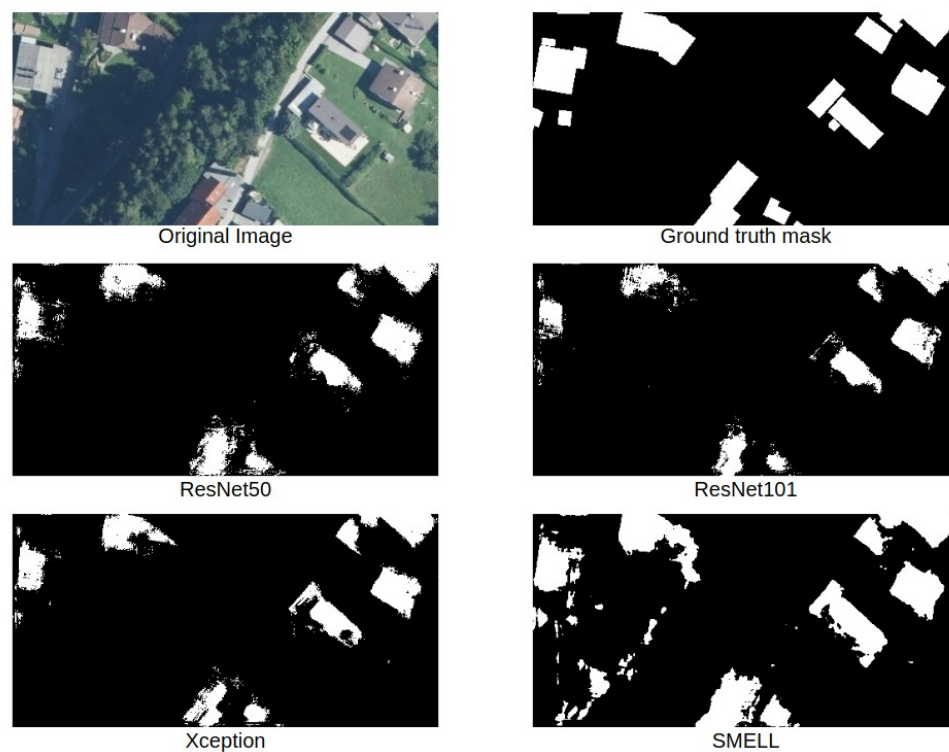 Original Image
Ground truth mask
ResNet50
ResNet101
Xception
SMELL